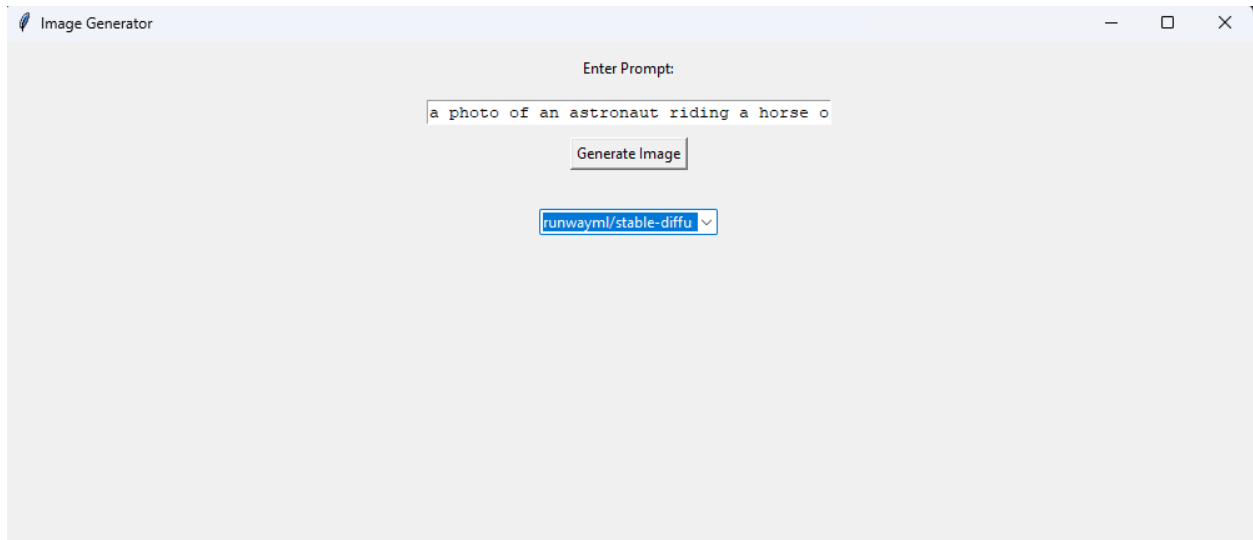 Image Generator
Enter Prompt:
a photo of an astronaut riding a horse o
Generate Image
runwayml/stable-diffu